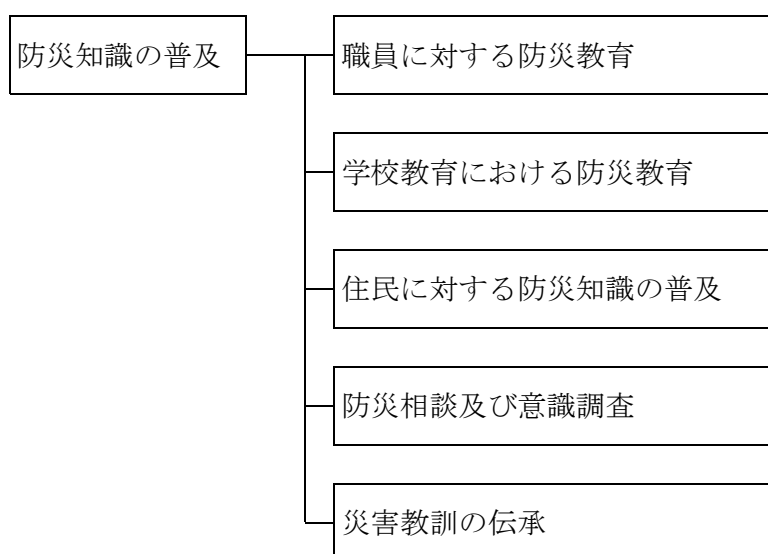 防災知識の普及
職員に対する防災教育
学校教育における防災教育
住民に対する防災知識の普及
防災相談及び意識調査
災害教訓の伝承